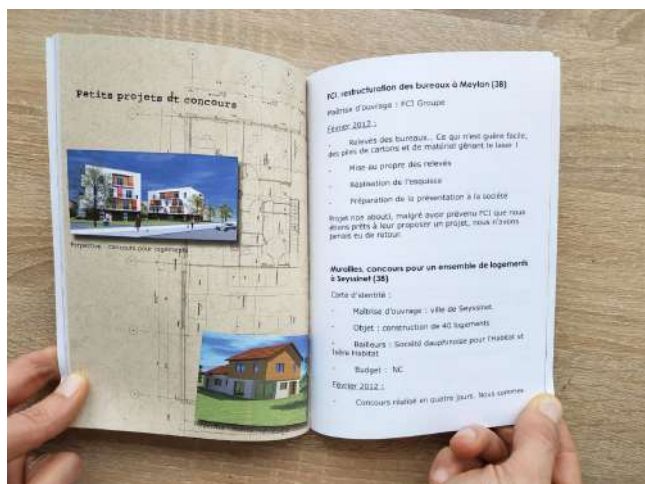 Petits projets et concours
Perspective, concours pour logements
FCI, restructuration des bureaux à Meylan (38)
Maîtrise d'ouvrage : FCI Groupe
Février 2012 :
- Relevés des bureaux... Ce qui n'est guère facile,
des piles de cartons et de matériel gênant le laser !
- Mise au propre des relevés
- Réalisation de l'esquisse
- Préparation de la présentation à la société
Projet non abouti, malgré avoir prévenu FCI que nous
étions prêts à leur proposer un projet, nous n'avons
jamais eu de retour.
Murailles, concours pour un ensemble de logements
à Seyssinet (38)
Carte d'identité :
- Maîtrise d'ouvrage : ville de Seyssinet
- Objet : construction de 40 logements
- Bailleurs : Société dauphinoise pour l'Habitat et
Isère Habitat
- Budget : NC
Février 2012 :
- Concours réalisé en quatre jours. Nous sommes